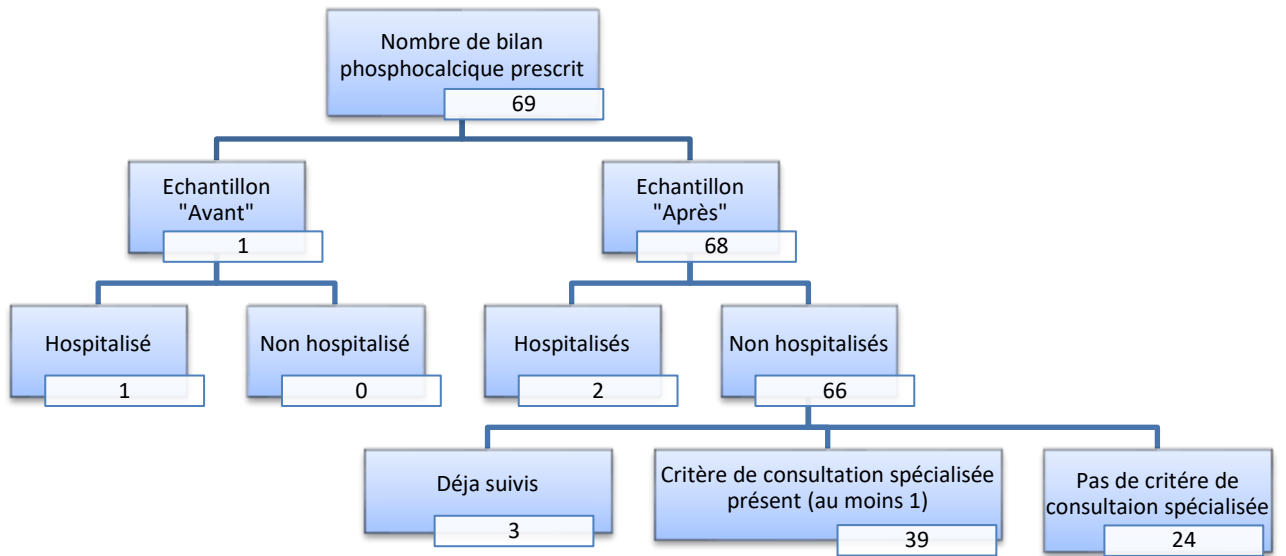 Nombre de bilan
phosphocalcique prescrit
69
Echantillon
"Avant"
1
Echantillon
"Après"
68
Hospitalisé
1
Non hospitalisé
0
Hospitalisés
2
Non hospitalisés
66
Déja suivis
3
Critère de consultation spécialisée
présent (au moins 1)
39
Pas de critére de
consultaion spécialisée
24